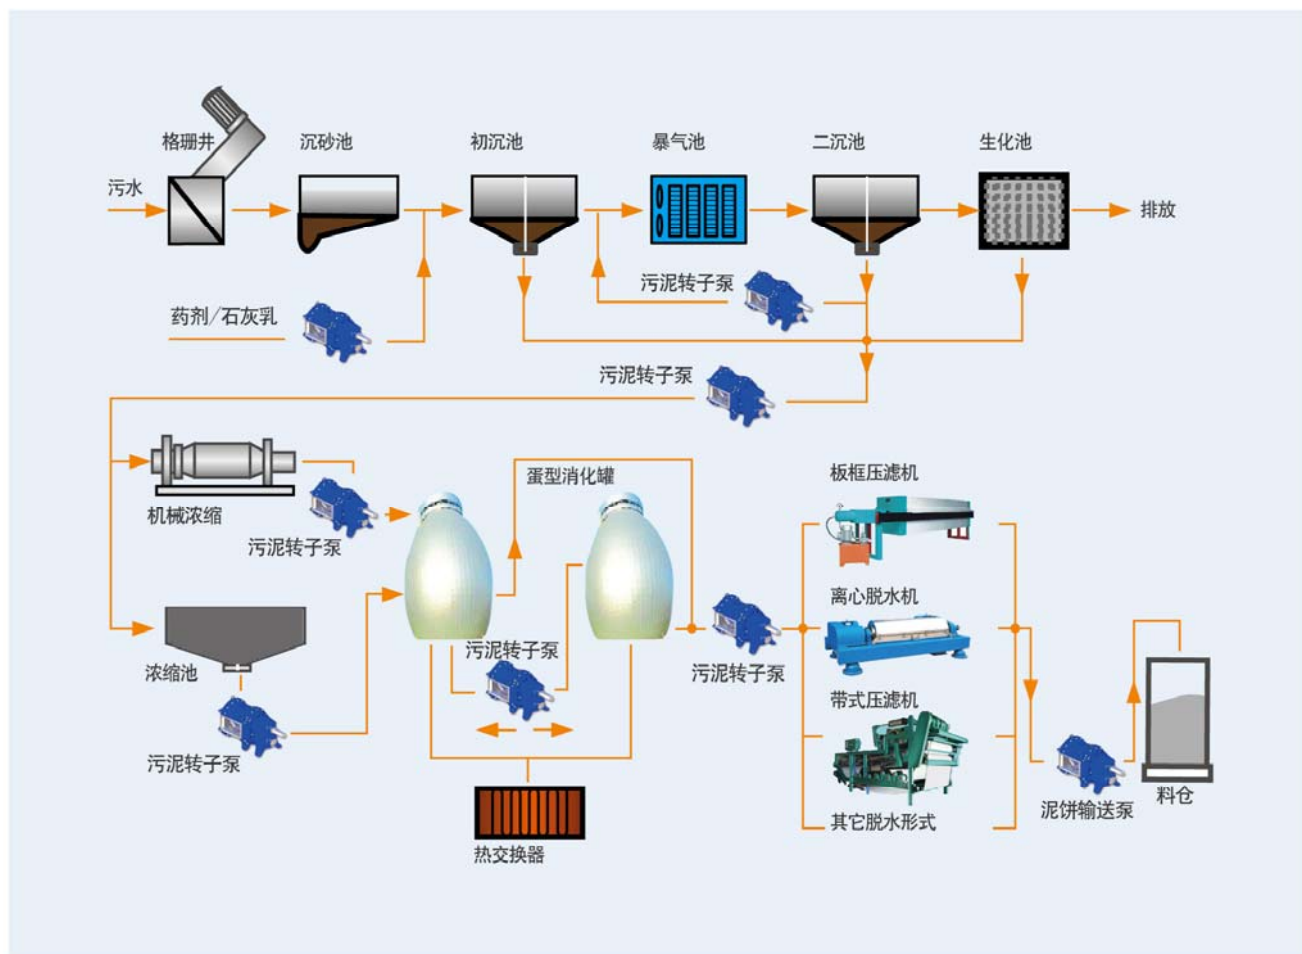 格珊井
沉砂池
初沉池
暴气池
二沉池
生化池
污水
排放
污泥转子泵
药剂/石灰乳
污泥转子泵
蛋型消化罐
板框压滤机
机械浓缩
污泥转子泵
离心脱水机
浓缩池
污泥转子泵
污泥转子泵
带式压滤机
污泥转子泵
料仓
泥饼输送泵
其它脱水形式
热交换器